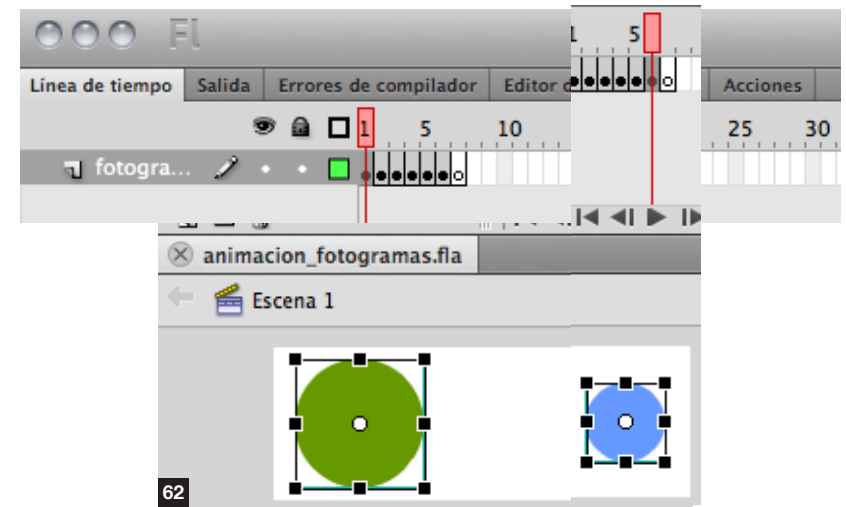 Fl
1 5
Línea de tiempo Salida Errores de compilador Editor d Acciones
1 5 10 25 30
fotogra...
animacion_fotogramas.fla
Escena 1
62